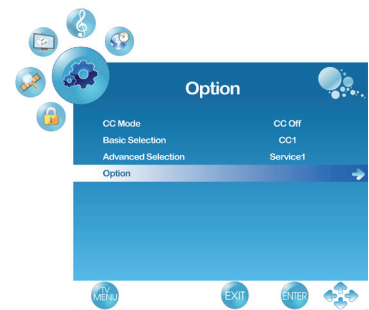 Option
CC Mode CC Off
Basic Selection CC1
Advanced Selection Service1
Option
TV
MENU EXIT ENTER